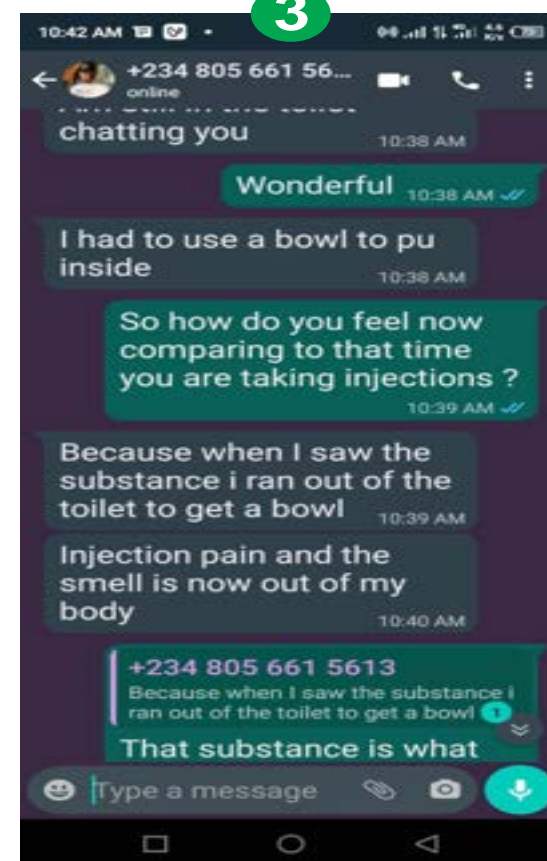 3
10:42 AM
+234 805 661 56...
online
chatting you
10:38 AM
Wonderful
10:38 AM
I had to use a bowl to pu
inside
10:38 AM
So how do you feel now
comparing to that time
you are taking injections ?
10:39 AM
Because when I saw the
substance i ran out of the
toilet to get a bowl
10:39 AM
Injection pain and the
smell is now out of my
body
10:40 AM
+234 805 661 5613
Because when I saw the substance i
ran out of the toilet to get a bowl
1
That substance is what
Type a message